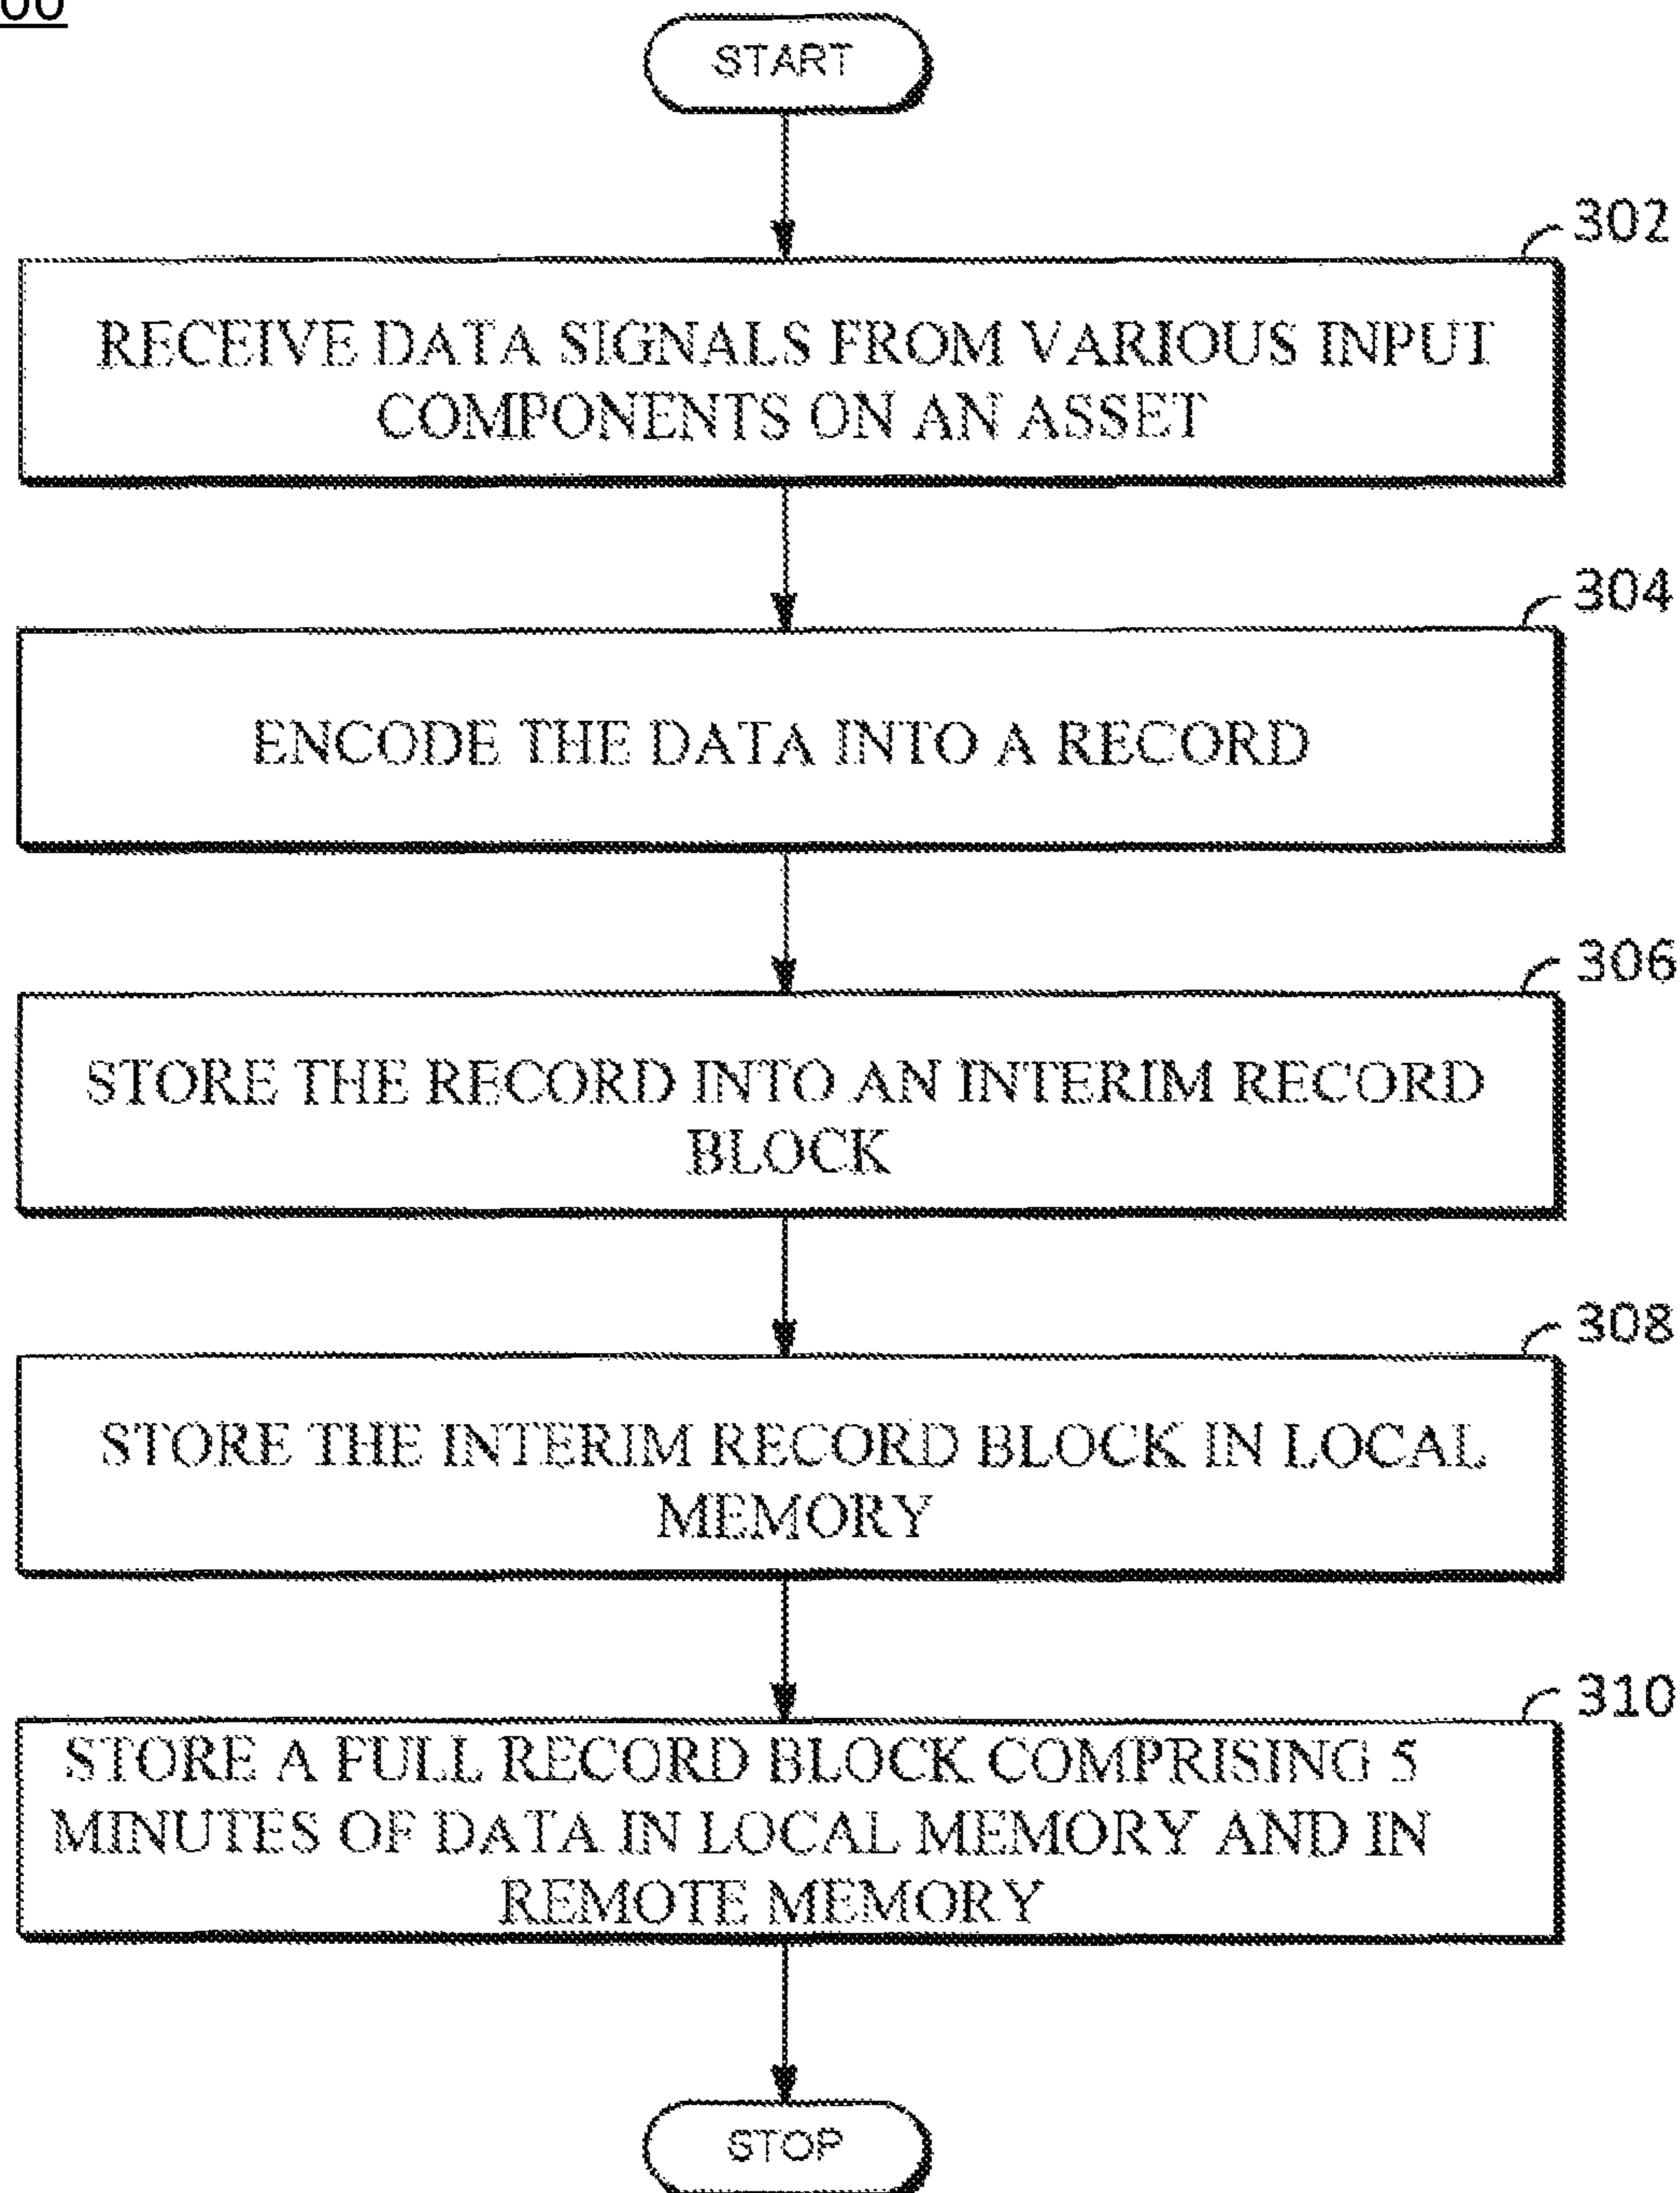 00
START
302
RECEIVE DATA SIGNALS FROM VARIOUS INPUT
COMPONENTS ON AN ASSET
304
ENCODE THE DATA INTO A RECORD
306
STORE THE RECORD INTO AN INTERIM RECORD
BLOCK
308
STORE THE INTERIM RECORD BLOCK IN LOCAL
MEMORY
310
STORE A FULL RECORD BLOCK COMPRISING 5
MINUTES OF DATA IN LOCAL MEMORY AND IN
REMOTE MEMORY
STOP